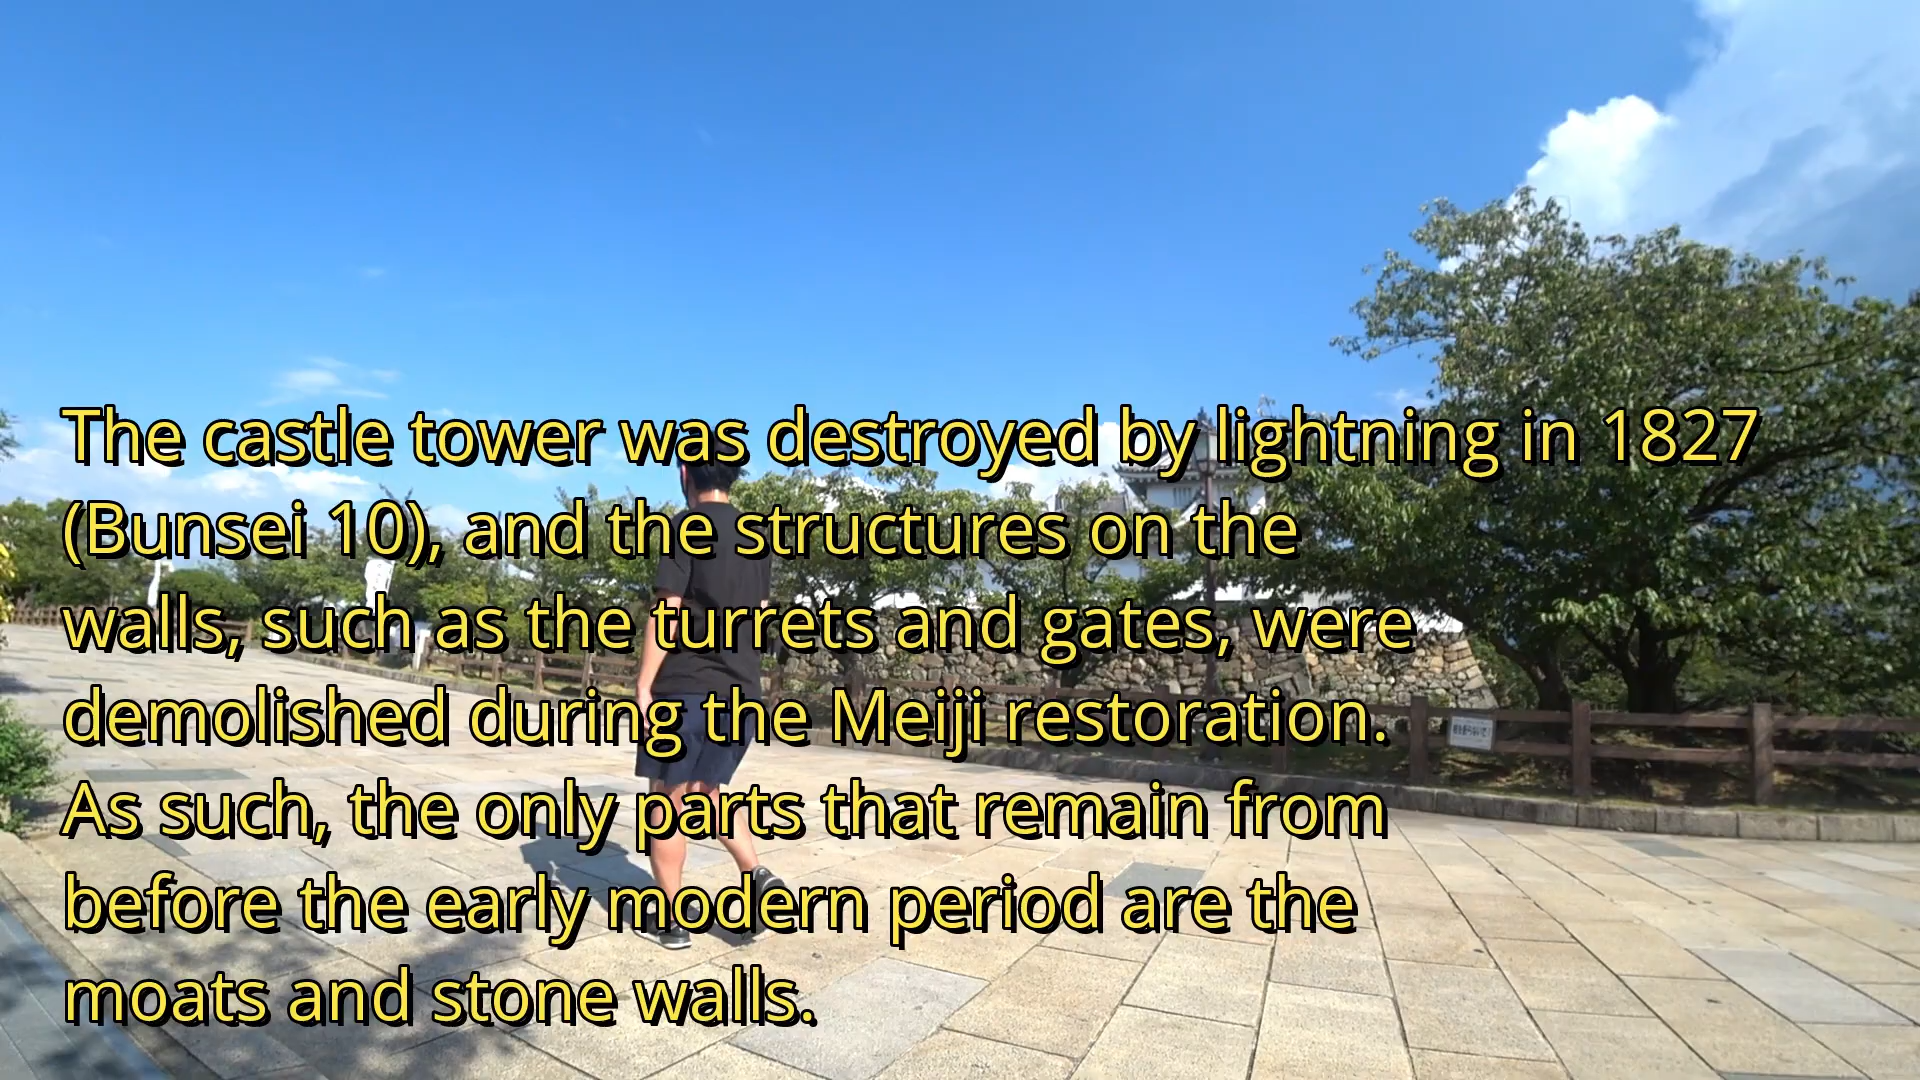 The castle tower was destroyed by lightning in 1827
(Bunsei 10), and the structures on the
walls, such as the turrets and gates, were
demolished during the Meiji restoration.
As such, the only parts that remain from
before the early modern period are the
moats and stone walls.